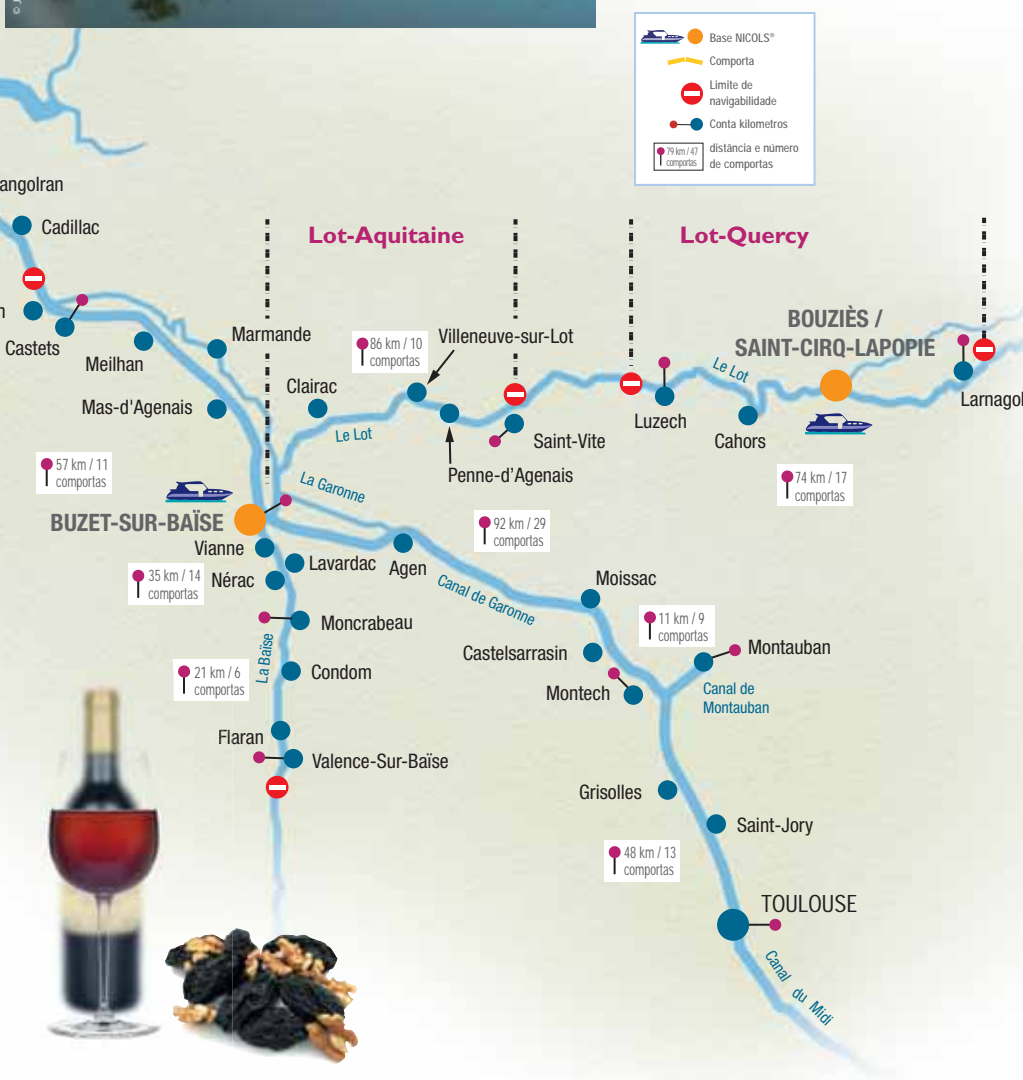 Base NICOLS®
Comporta
Limite de
navigabilidade
Conta kilometros
79 km / 47
comportas
distância e número
de comportas
angolran
Cadillac
Lot-Aquitaine
Lot-Quercy
Castets
Meilhan
Marmande
Mas-d'Agenais
86 km / 10
comportas
Villeneuve-sur-Lot
Clairac
Le Lot
Saint-Vite
Penne-d'Agenais
BOUZIÈS /
SAINT-CIRQ-LAPOPIE
Le Lot
Luzech
Cahors
Larnagol
57 km / 11
comportas
La Garonne
74 km / 17
comportas
BUZET-SUR-BAÏSE
92 km / 29
comportas
Vianne
Lavardac
Agen
35 km / 14
comportas
Nérac
Canal de Garonne
Moissac
Moncrabeau
La Baïse
11 km / 9
comportas
Castelsarrasin
Montauban
21 km / 6
comportas
Condom
Montech
Canal de
Montauban
Flaran
Valence-Sur-Baïse
Grisolles
Saint-Jory
48 km / 13
comportas
TOULOUSE
Canal du Midi